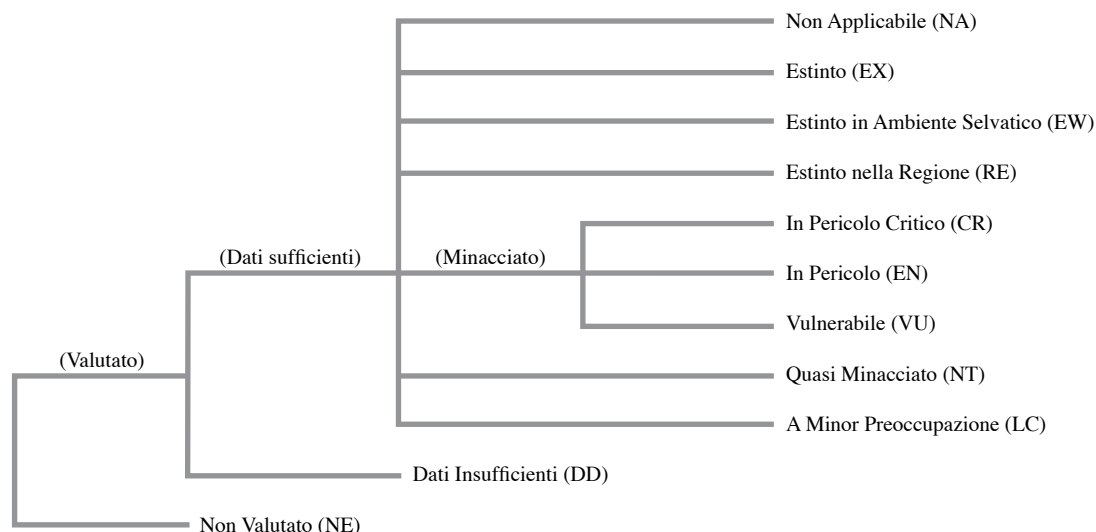 Non Applicabile (NA)
Estinto (EX)
Estinto in Ambiente Selvatico (EW)
Estinto nella Regione (RE)
In Pericolo Critico (CR)
(Dati sufficienti)
(Minacciato)
In Pericolo (EN)
Vulnerabile (VU)
(Valutato)
Quasi Minacciato (NT)
A Minor Preoccupazione (LC)
Dati Insufficienti (DD)
Non Valutato (NE)